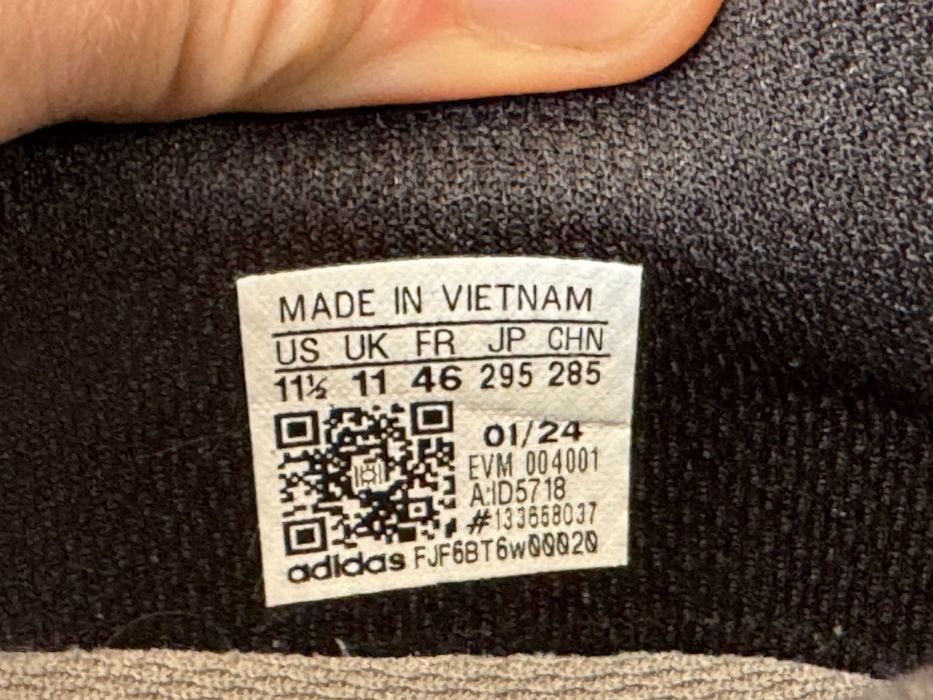 MADE IN VIETNAM
US UK FR JP CHN
11½ 11 46 295 285
01/24
EVM 004001
A:ID5718
#133658037
adidas FJF6BT6w00020